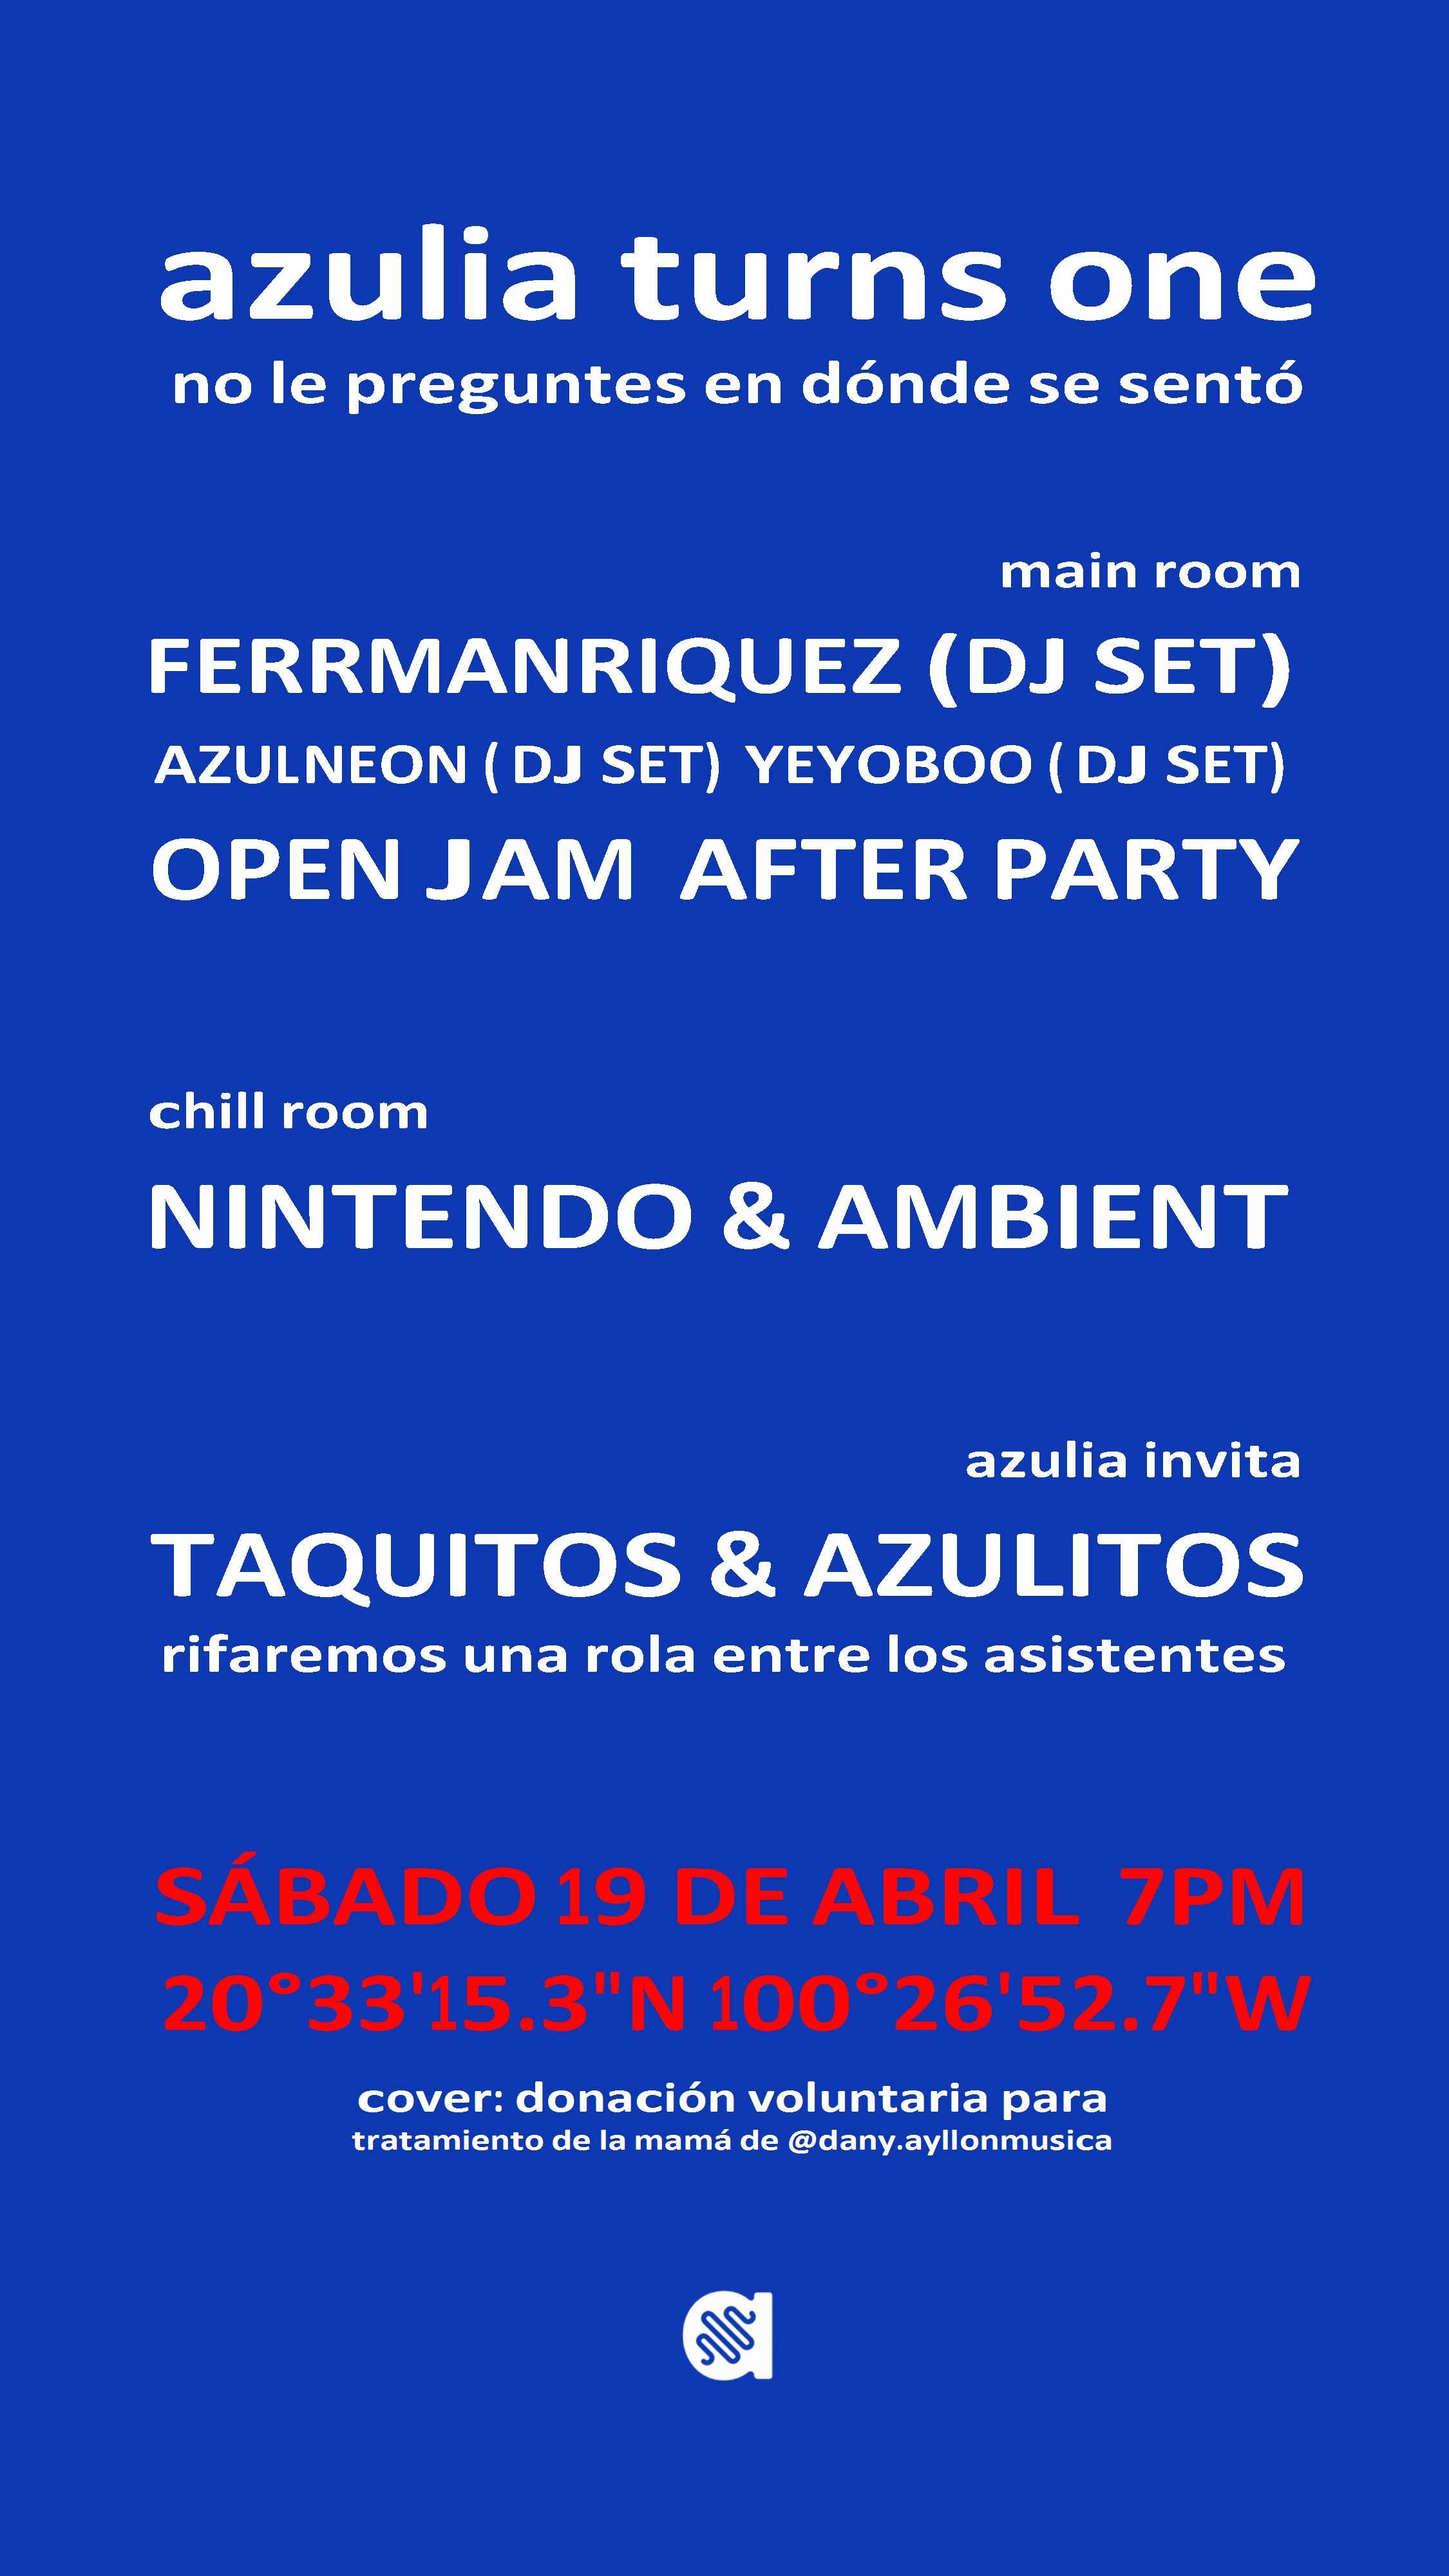 azulia turns one
no le preguntes en dónde se sentó
main room
FERRMANRIQUEZ (DJ SET)
AZULNEON ( DJ SET) YEYOBOO ( DJ SET)
OPEN JAM AFTER PARTY
chill room
NINTENDO & AMBIENT
azulia invita
TAQUITOS & AZULITOS
rifaremos una rola entre los asistentes
SÁBADO 19 DE ABRIL 7PM
20°33'15.3"N 100°26'52.7"W
cover: donación voluntaria para
tratamiento de la mamá de @dany.ayllonmusica